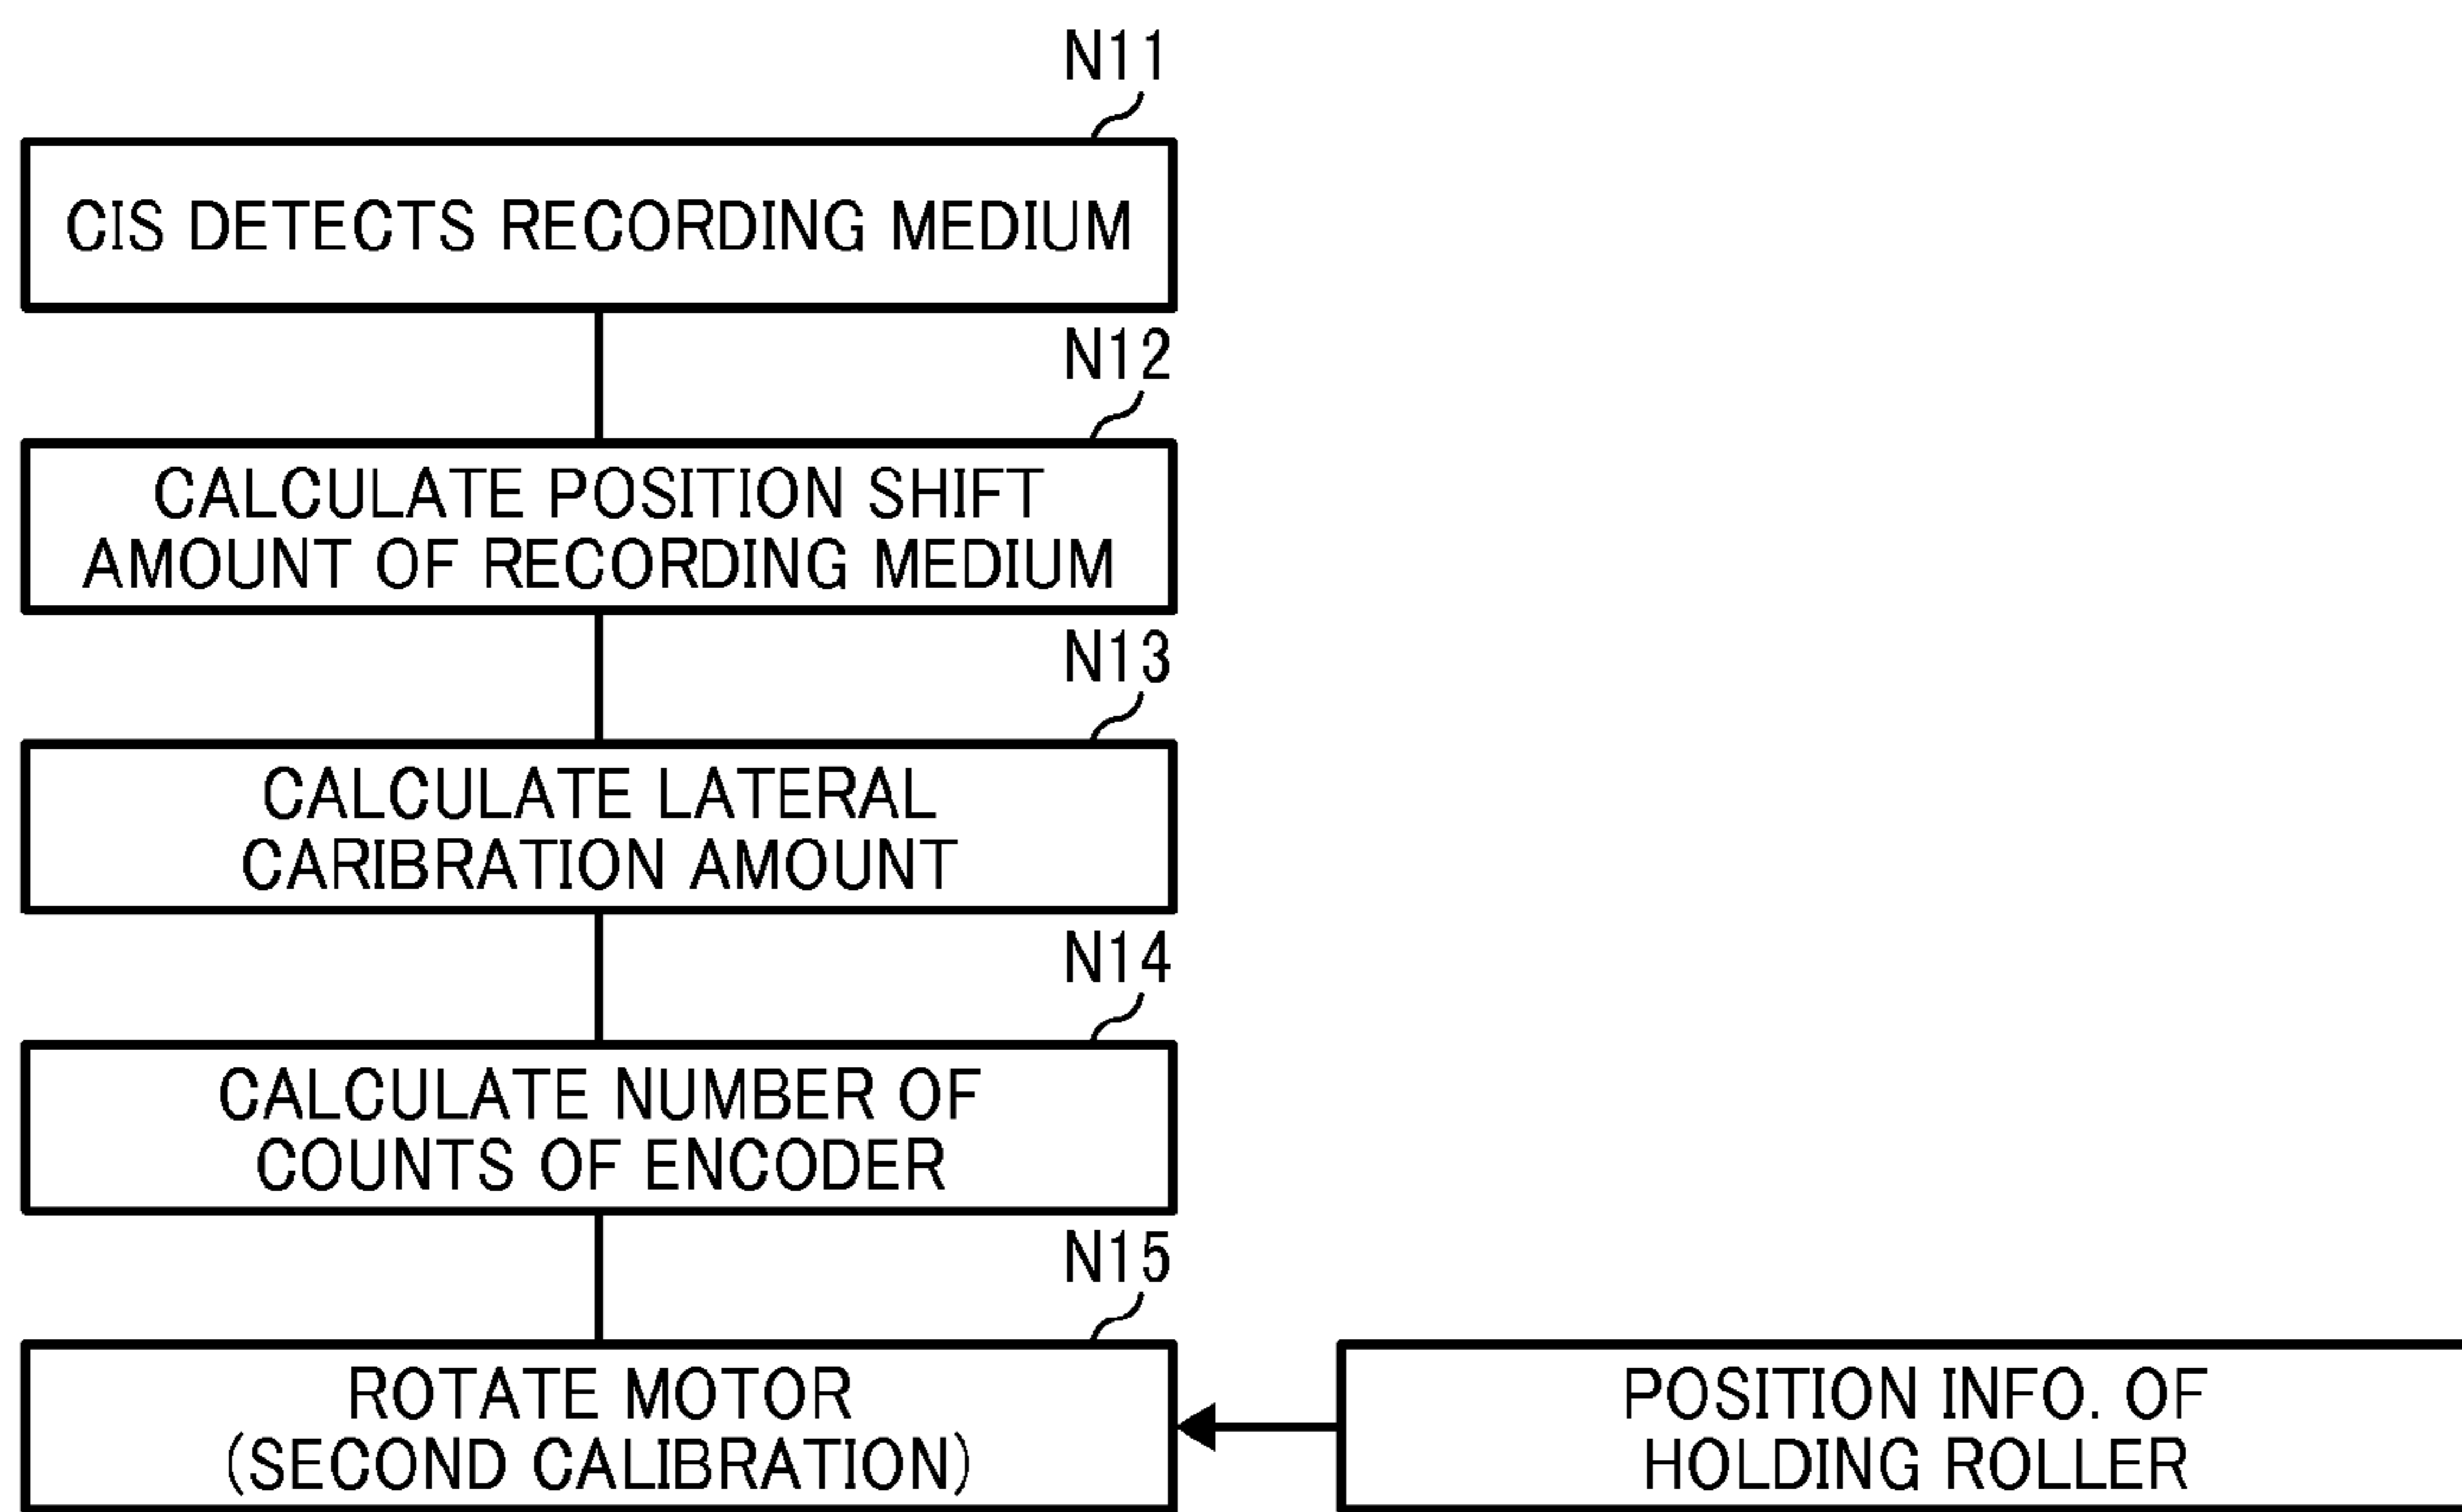 N11
CIS DETECTS RECORDING MEDIUM
N12
CALCULATE POSITION SHIFT
AMOUNT OF RECORDING MEDIUM
N13
CALCULATE LATERAL
CARIBRATION AMOUNT
N14
CALCULATE NUMBER OF
COUNTS OF ENCODER
N15
ROTATE MOTOR
(SECOND CALIBRATION)
POSITION INFO. OF
HOLDING ROLLER